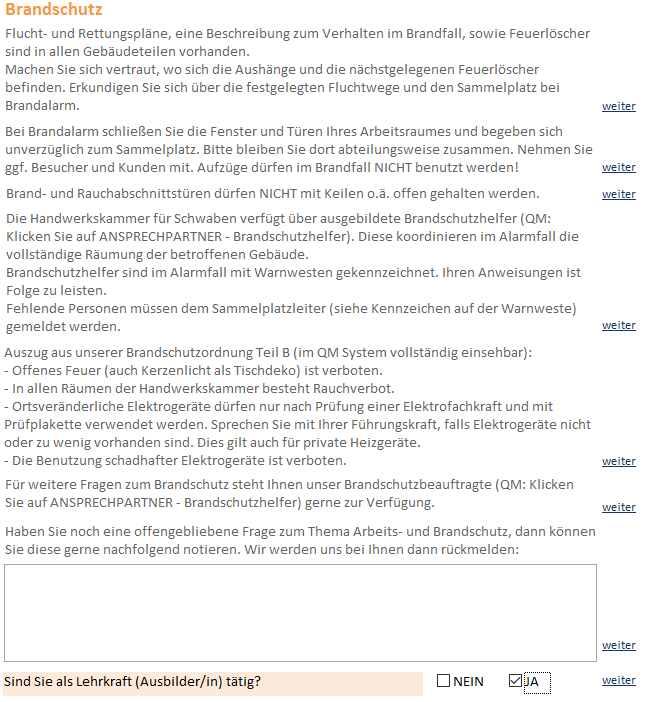 Brandschutz
Flucht- und Rettungspläne, eine Beschreibung zum Verhalten im Brandfall, sowie Feuerlöscher
sind in allen Gebäudeteilen vorhanden.
Machen Sie sich vertraut, wo sich die Aushänge und die nächstgelegenen Feuerlöscher
befinden. Erkundigen Sie sich über die festgelegten Fluchtwege und den Sammelplatz bei
Brandalarm.
weiter
Bei Brandalarm schließen Sie die Fenster und Türen Ihres Arbeitsraumes und begeben sich
unverzüglich zum Sammelplatz. Bitte bleiben Sie dort abteilungsweise zusammen. Nehmen Sie
ggf. Besucher und Kunden mit. Aufzüge dürfen im Brandfall NICHT benutzt werden!
weiter
Brand- und Rauchabschnittstüren dürfen NICHT mit Keilen o.ä. offen gehalten werden.
weiter
Die Handwerkskammer für Schwaben verfügt über ausgebildete Brandschutzhelfer (QM:
Klicken Sie auf ANSPRECHPARTNER - Brandschutzhelfer). Diese koordinieren im Alarmfall die
vollständige Räumung der betroffenen Gebäude.
Brandschutzhelfer sind im Alarmfall mit Warnwesten gekennzeichnet. Ihren Anweisungen ist
Folge zu leisten.
Fehlende Personen müssen dem Sammelplatzleiter (siehe Kennzeichen auf der Warnweste)
gemeldet werden.
weiter
Auszug aus unserer Brandschutzordnung Teil B (im QM System vollständig einsehbar):
- Offenes Feuer (auch Kerzenlicht als Tischdeko) ist verboten.
- In allen Räumen der Handwerkskammer besteht Rauchverbot.
- Ortsveränderliche Elektrogeräte dürfen nur nach Prüfung einer Elektrofachkraft und mit
Prüfplakette verwendet werden. Sprechen Sie mit Ihrer Führungskraft, falls Elektrogeräte nicht
oder zu wenig vorhanden sind. Dies gilt auch für private Heizgeräte.
- Die Benutzung schadhafter Elektrogeräte ist verboten.
weiter
Für weitere Fragen zum Brandschutz steht Ihnen unser Brandschutzbeauftragte (QM: Klicken
Sie auf ANSPRECHPARTNER - Brandschutzhelfer) gerne zur Verfügung.
weiter
Haben Sie noch eine offengebliebene Frage zum Thema Arbeits- und Brandschutz, dann können
Sie diese gerne nachfolgend notieren. Wir werden uns bei Ihnen dann rückmelden:
weiter
Sind Sie als Lehrkraft (Ausbilder/in) tätig? NEIN JA weiter